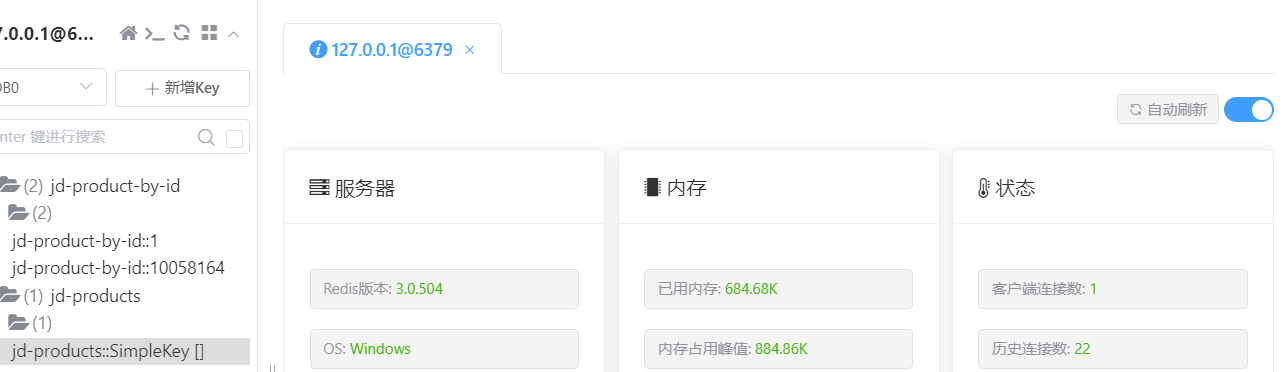 7.0.0.1@6...
DB0
新增Key
nter 键进行搜索
(2) jd-product-by-id
(2)
jd-product-by-id::1
jd-product-by-id::10058164
(1) jd-products
(1)
jd-products::SimpleKey []
127.0.0.1@6379
自动刷新
服务器
Redis版本: 3.0.504
OS: Windows
内存
已用内存: 684.68K
内存占用峰值: 884.86K
状态
客户端连接数: 1
历史连接数: 22